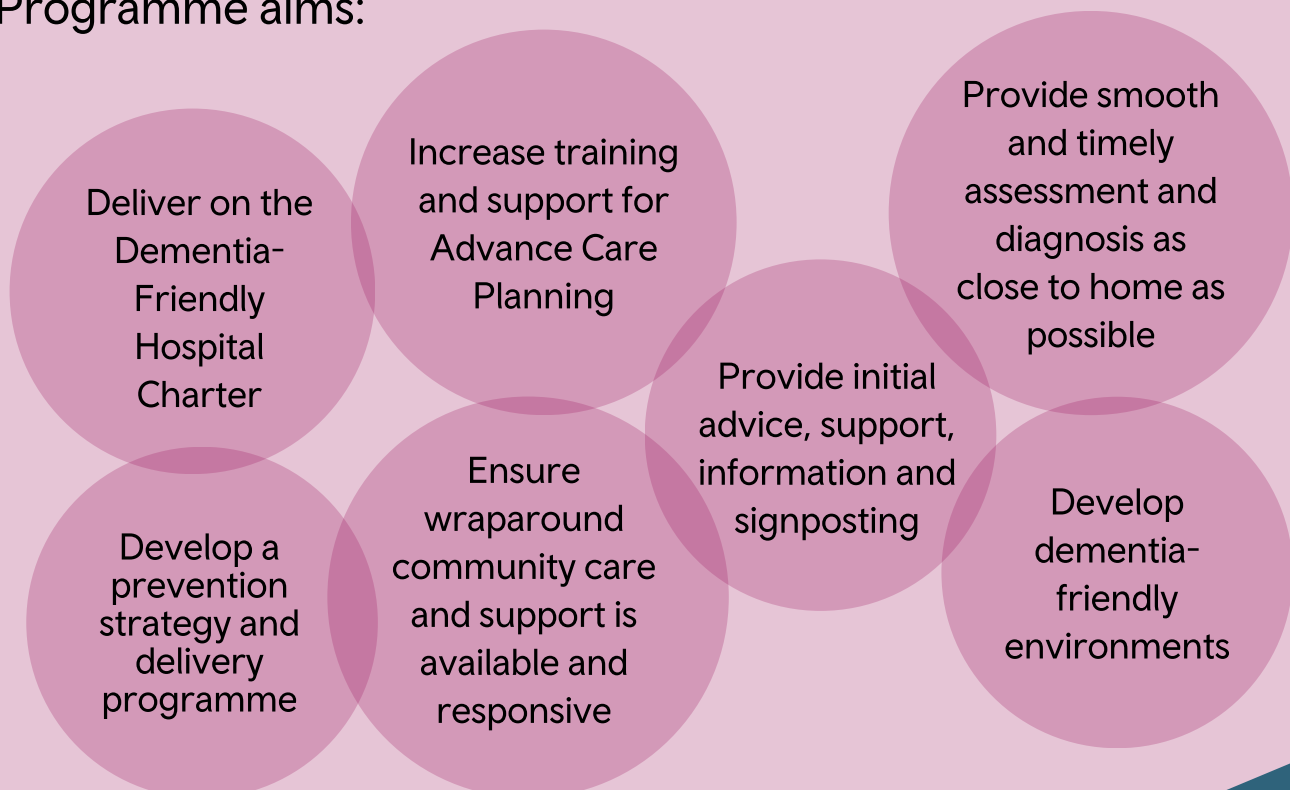 Programme aims:
Deliver on the
Dementia-
Friendly
Hospital
Charter
Increase training
and support for
Advance Care
Planning
Provide smooth
and timely
assessment and
diagnosis as
close to home as
possible
Provide initial
advice, support,
information and
signposting
Develop a
prevention
strategy and
delivery
programme
Ensure
wraparound
community care
and support is
available and
responsive
Develop
dementia-
friendly
environments